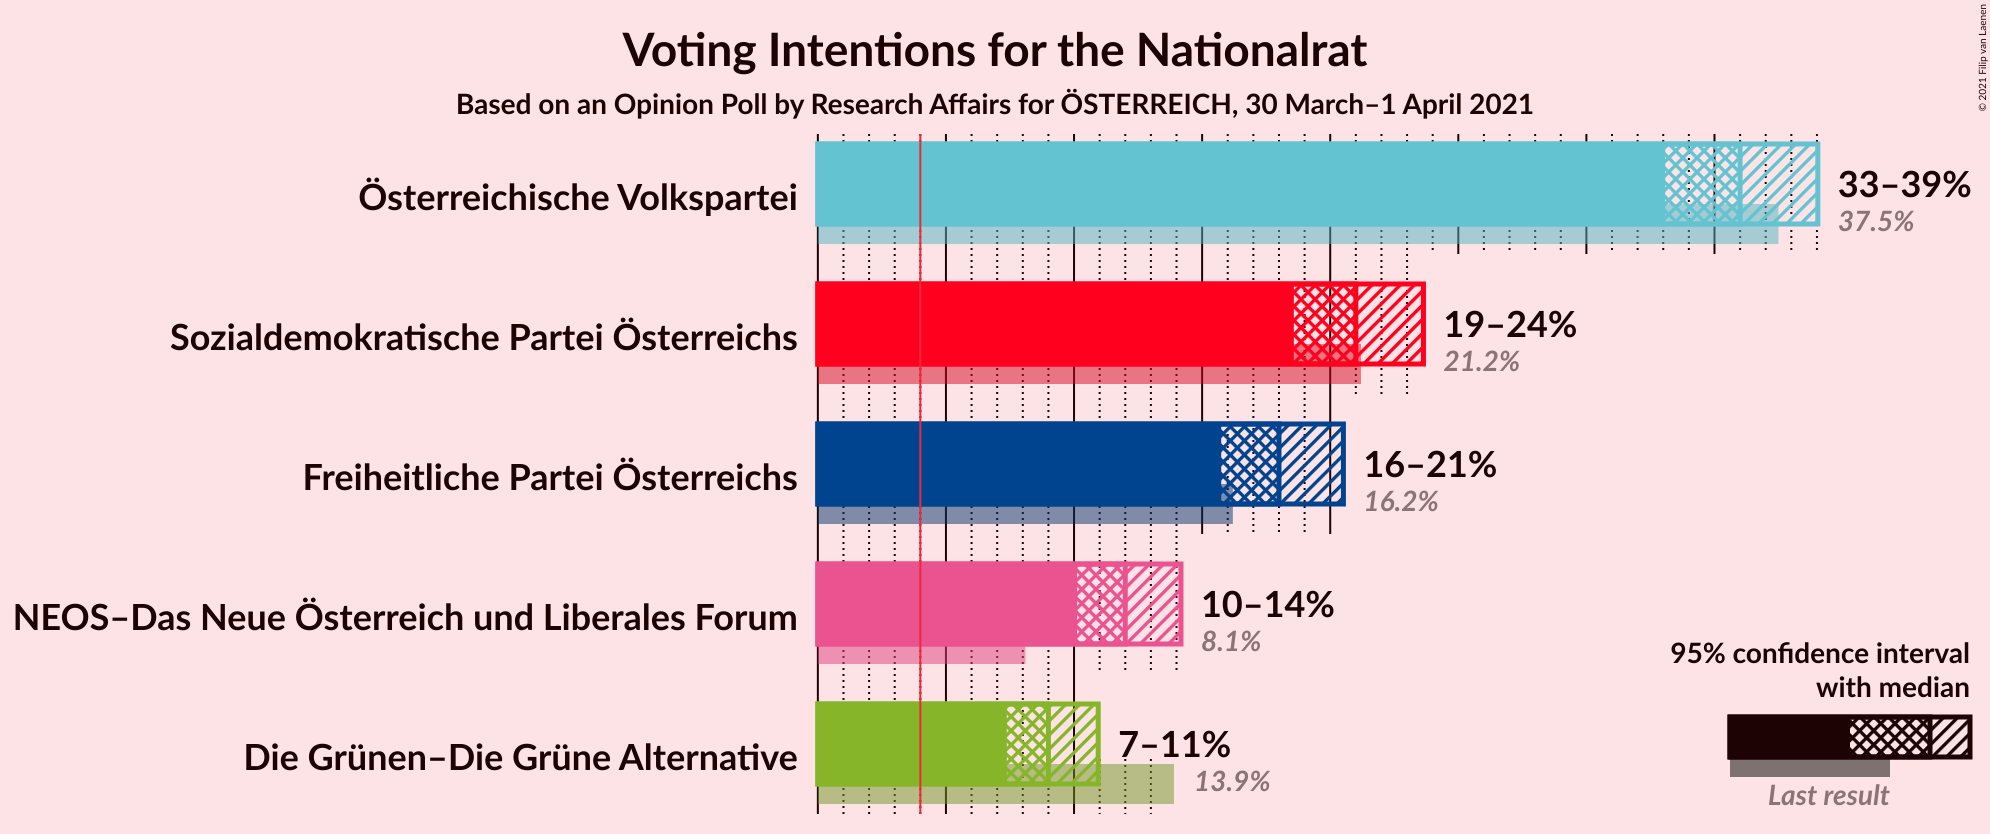 Voting Intentions for the Nationalrat
Based on an Opinion Poll by Research Affairs for ÖSTERREICH, 30 March–1 April 2021
© 2021 Filip van Laenen
Österreichische Volkspartei
33–39%
37.5%
Sozialdemokratische Partei Österreichs
19–24%
21.2%
Freiheitliche Partei Österreichs
16–21%
16.2%
NEOS–Das Neue Österreich und Liberales Forum
10–14%
8.1%
Die Grünen–Die Grüne Alternative
7–11%
13.9%
95% confidence interval
with median
Last result